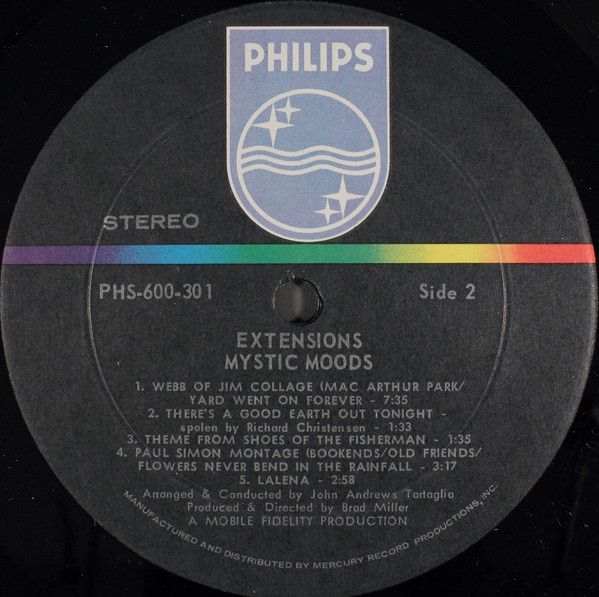 PHILIPS
STEREO
PHS-600-301
Side 2
EXTENSIONS
MYSTIC MOODS
1. WEBB OF JIM COLLAGE (MAC ARTHUR PARK/
YARD WENT ON FOREVER - 7:35
2. THERE'S A GOOD EARTH OUT TONIGHT -
spolen by Richard Christensen - 1:33
3. THEME FROM SHOES OF THE FISHERMAN - 1:35
4. PAUL SIMON MONTAGE (BOOKENDS/OLD FRIENDS/
FLOWERS NEVER BEND IN THE RAINFALL - 3:17
5. LALENA - 2:58
Arranged & Conducted by John Andrews Tartaglia
Produced & Directed by Brad Miller
A MOBILE FIDELITY PRODUCTION
MANUFACTURED AND DISTRIBUTED BY MERCURY RECORD PRODUCTIONS, INC.